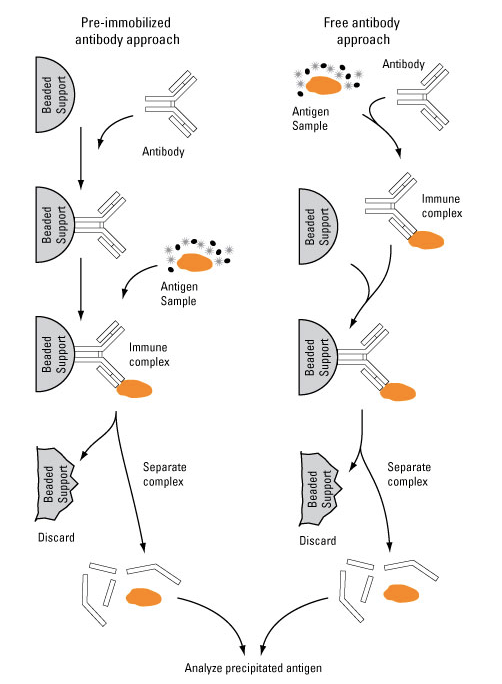 Pre-immobilized
antibody approach
Beaded
Support
Antibody
Beaded
Support
Antigen
Sample
Beaded
Support
Immune
complex
Separate
complex
Beaded
Support
Discard
Free antibody
approach
Antibody
Antigen
Sample
Immune
complex
Beaded
Support
Beaded
Support
Separate
complex
Beaded
Support
Discard
Analyze precipitated antigen